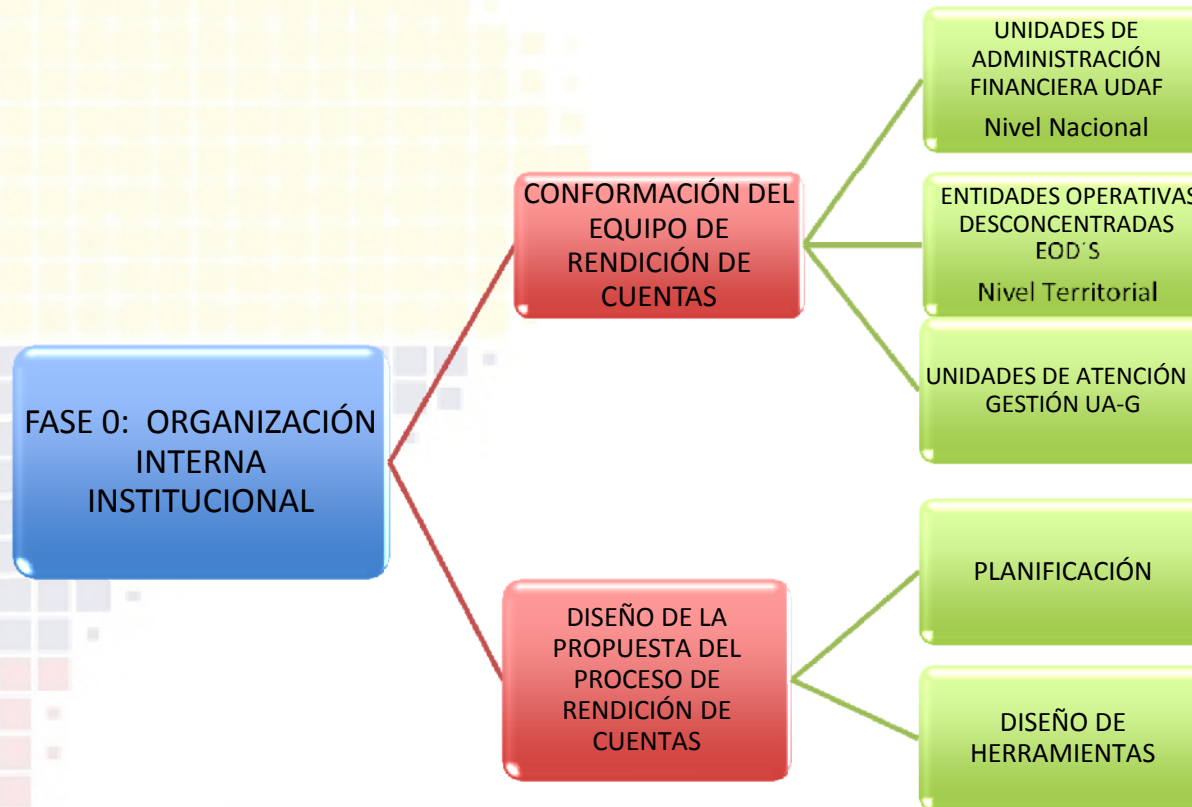 FASE 0: ORGANIZACIÓN
INTERNA
INSTITUCIONAL
CONFORMACIÓN DEL
EQUIPO DE
RENDICIÓN DE
CUENTAS
UNIDADES DE
ADMINISTRACIÓN
FINANCIERA UDAF
Nivel Nacional
ENTIDADES OPERATIVAS
DESCONCENTRADAS
EOD´S
Nivel Territorial
UNIDADES DE ATENCIÓN
GESTIÓN UA-G
DISEÑO DE LA
PROPUESTA DEL
PROCESO DE
RENDICIÓN DE
CUENTAS
PLANIFICACIÓN
DISEÑO DE
HERRAMIENTAS